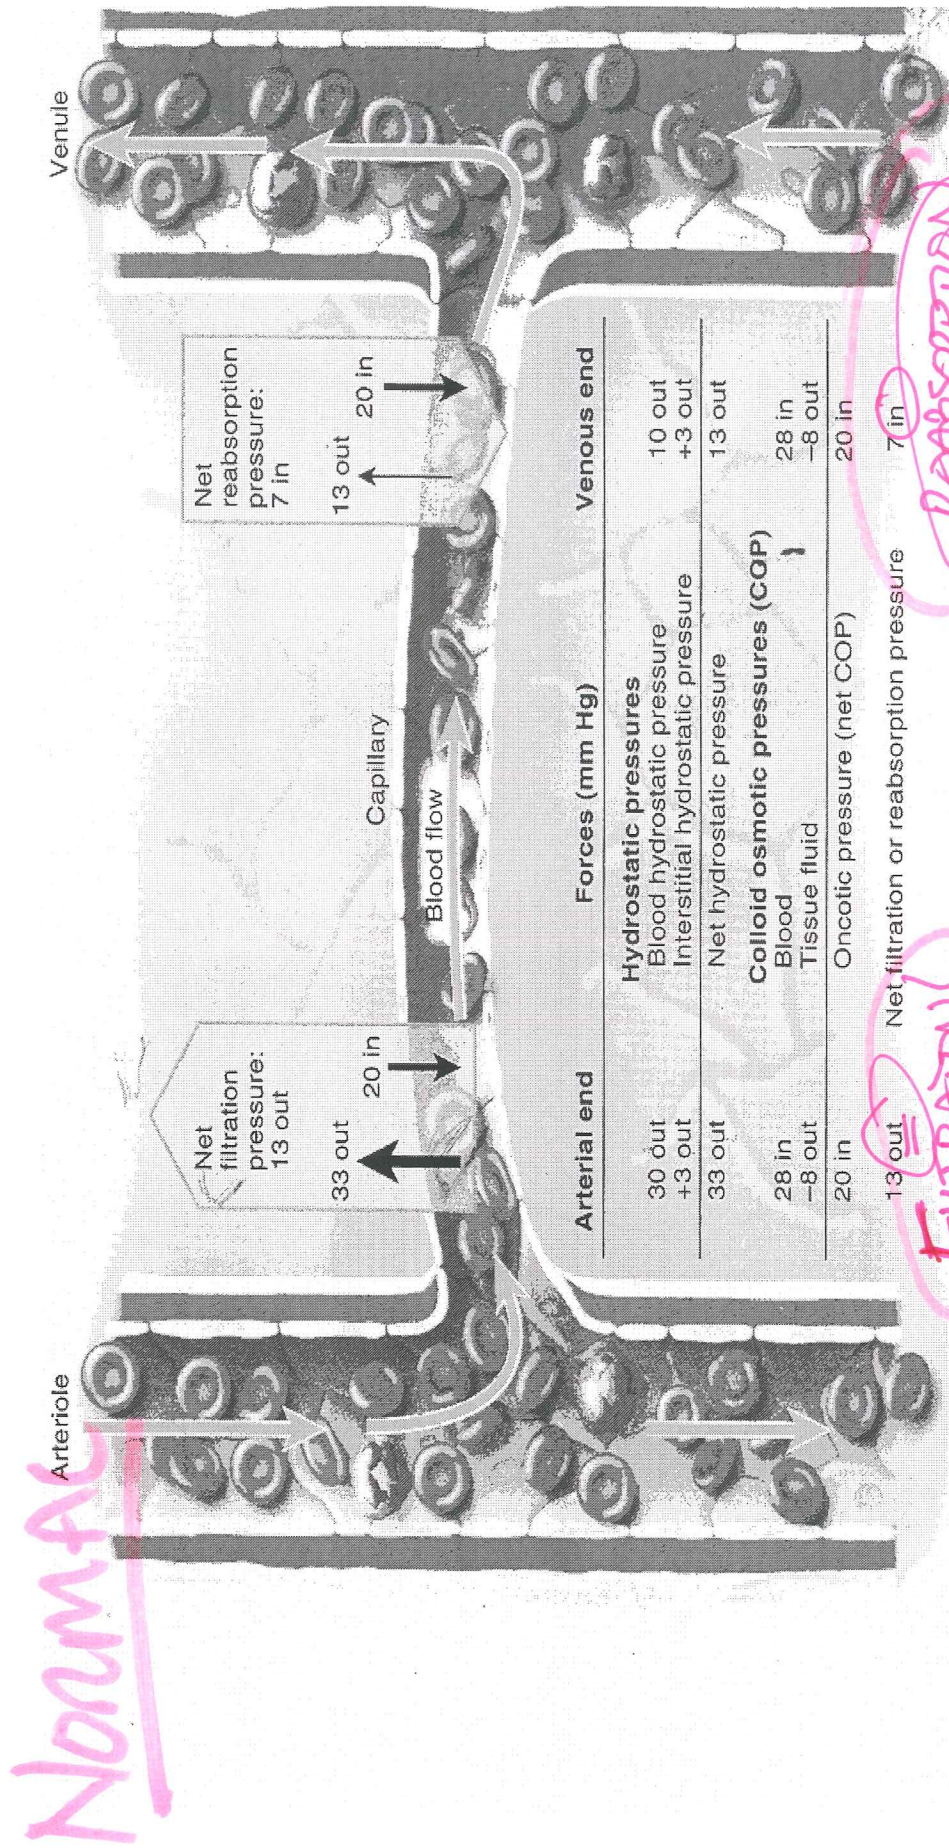 NORMAL
Arteriole
Venule
Net
filtration
pressure:
13 out
33 out
20 in
Capillary
Blood flow
Net
reabsorption
pressure:
7 in
13 out
20 in
Arterial end Forces (mm Hg) Venous end
Hydrostatic pressures
30 out Blood hydrostatic pressure 10 out
+3 out Interstitial hydrostatic pressure +3 out
33 out Net hydrostatic pressure 13 out
Colloid osmotic pressures (COP)
28 in Blood 28 in
–8 out Tissue fluid –8 out
20 in Oncotic pressure (net COP) 20 in
13 out Net filtration or reabsorption pressure 7 in